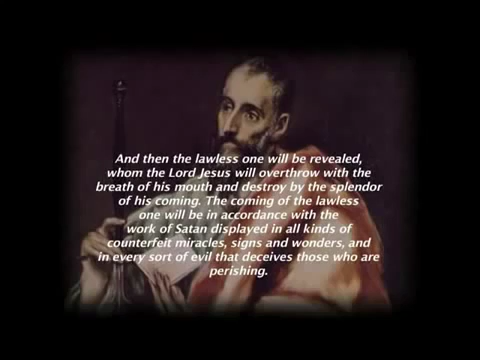 And then the lawless one will be revealed,
whom the Lord Jesus will overthrow with the
breath of his mouth and destroy by the splendor
of his coming. The coming of the lawless
one will be in accordance with the
work of Satan displayed in all kinds of
counterfeit miracles, signs and wonders, and
in every sort of evil that deceives those who are
perishing.